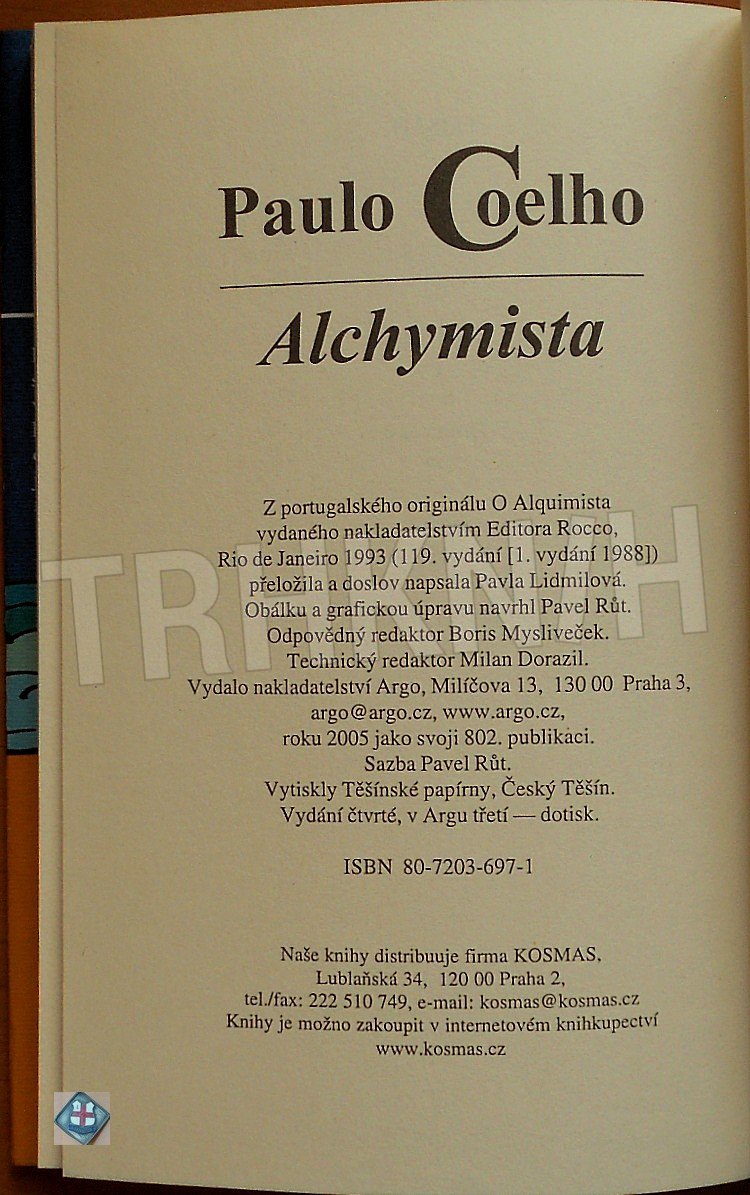 Paulo Coelho
Alchymista
Z portugalského originálu O Alquimista
vydaného nakladatelstvím Editora Rocco,
Rio de Janeiro 1993 (119. vydání [1. vydání 1988])
přeložila a doslov napsala Pavla Lidmilová.
Obálku a grafickou úpravu navrhl Pavel Růt.
Odpovědný redaktor Boris Mysliveček.
Technický redaktor Milan Dorazil.
Vydalo nakladatelství Argo, Milíčova 13, 130 00 Praha 3,
argo@argo.cz, www.argo.cz,
roku 2005 jako svoji 802. publikaci.
Sazba Pavel Růt.
Vytiskly Těšínské papírny, Český Těšín.
Vydání čtvrté, v Argu třetí — dotisk.
ISBN 80-7203-697-1
Naše knihy distribuuje firma KOSMAS,
Lublaňská 34, 120 00 Praha 2,
tel./fax: 222 510 749, e-mail: kosmas@kosmas.cz
Knihy je možno zakoupit v internetovém knihkupectví
www.kosmas.cz